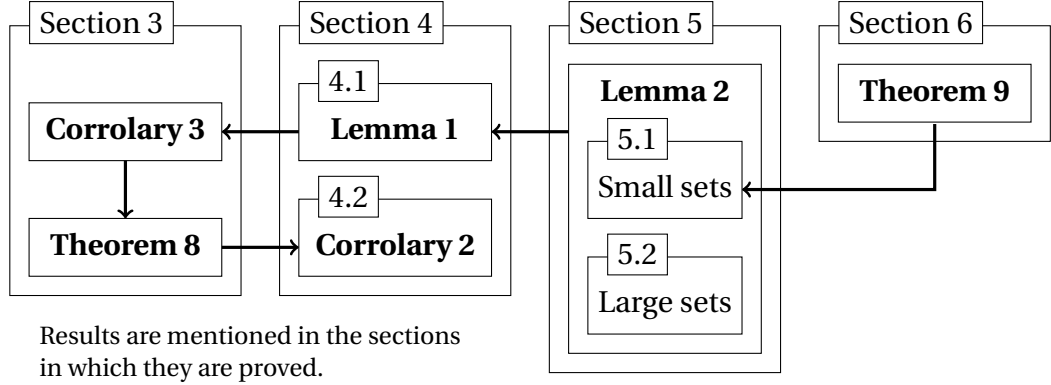 Section 3
Section 4
Section 5
Section 6
4.1
Lemma 2
Theorem 9
Corrolary 3
Lemma 1
5.1
Small sets
4.2
Theorem 8
Corrolary 2
5.2
Large sets
Results are mentioned in the sections
in which they are proved.